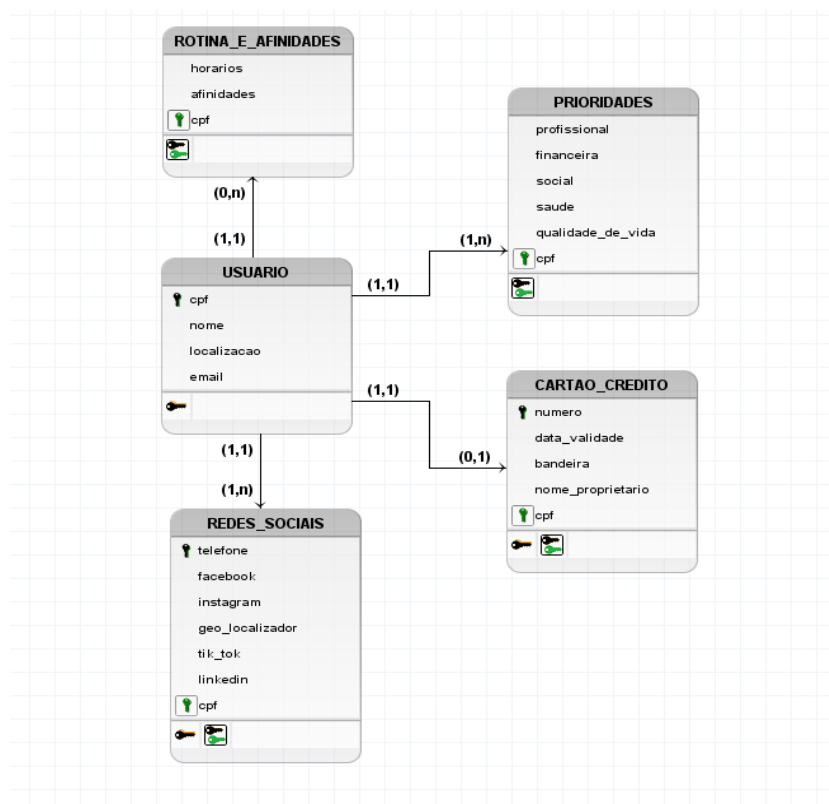 ROTINA_E_AFINIDADES
horarios
afinidades
cpf
(0,n)
(1,1)
USUARIO
cpf
nome
localizacao
email
(1,1)
(1,n)
PRIORIDADES
profissional
financeira
social
saude
qualidade_de_vida
cpf
(1,1)
(0,1)
CARTAO_CREDITO
numero
data_validade
bandeira
nome_proprietario
cpf
(1,1)
(1,n)
REDES_SOCIAIS
telefone
facebook
instagram
geo_localizador
tik_tok
linkedin
cpf